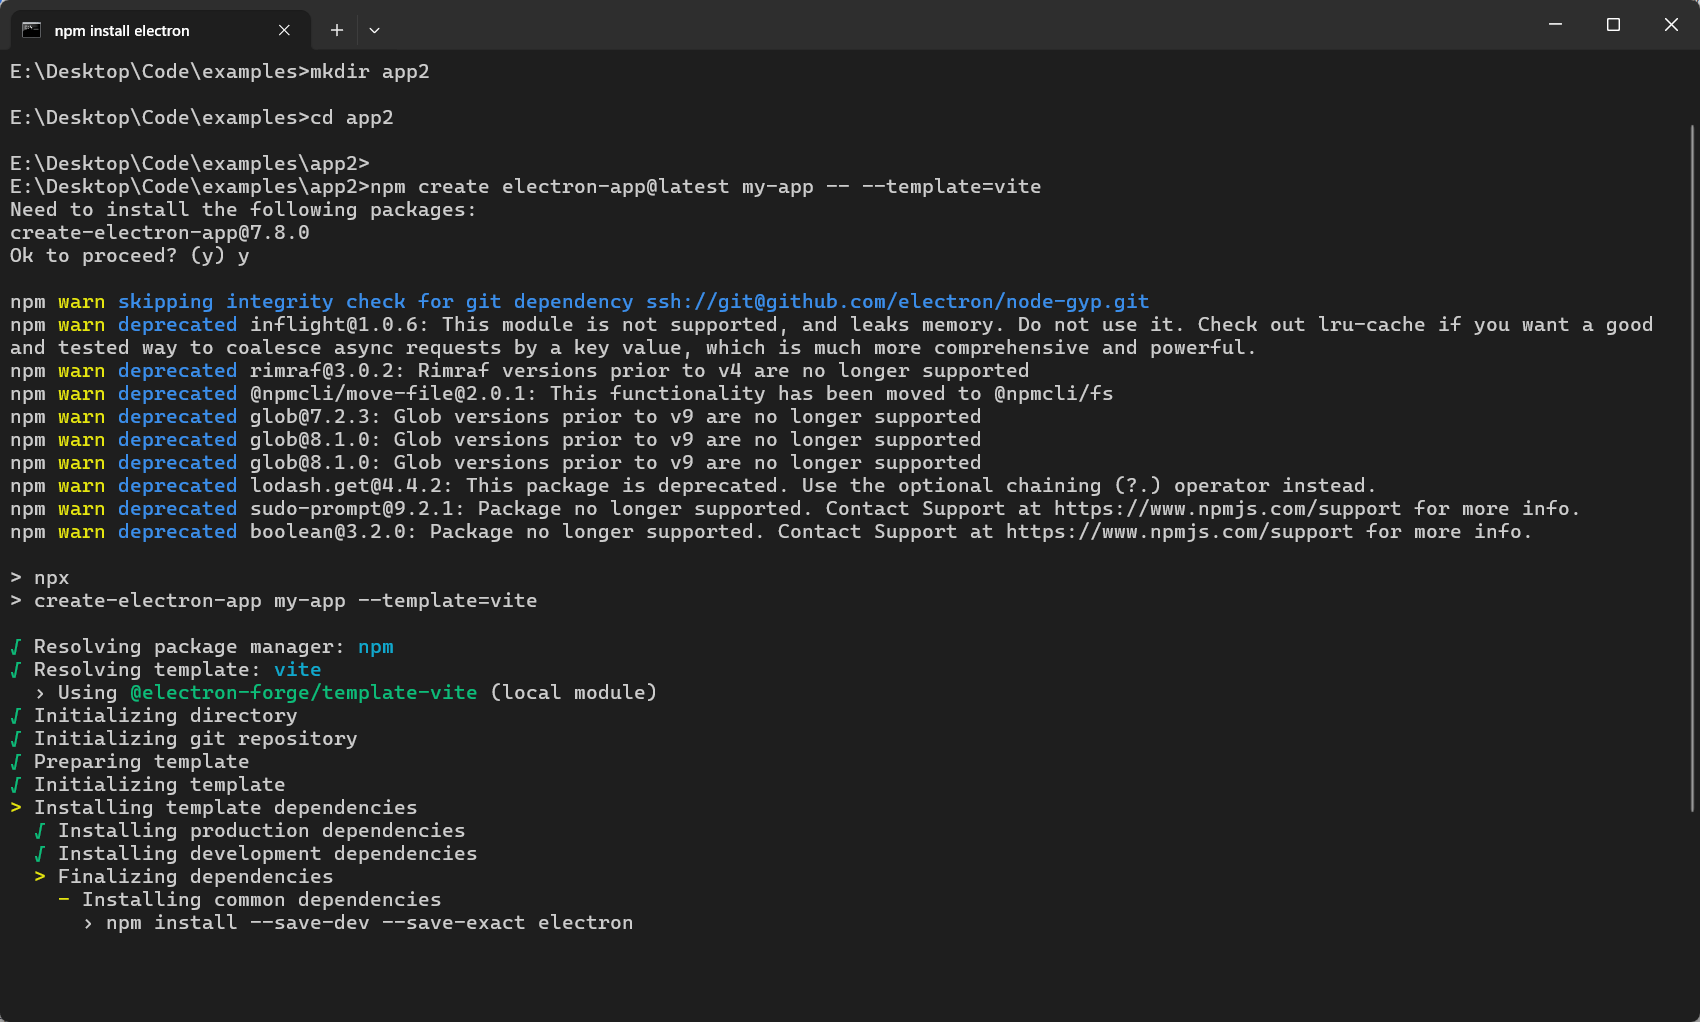 npm install electron
E:\Desktop\Code\examples>mkdir app2
E:\Desktop\Code\examples>cd app2
E:\Desktop\Code\examples\app2>
E:\Desktop\Code\examples\app2>npm create electron-app@latest my-app -- --template=vite
Need to install the following packages:
create-electron-app@7.8.0
Ok to proceed? (y) y
npm warn skipping integrity check for git dependency ssh://git@github.com/electron/node-gyp.git
npm warn deprecated inflight@1.0.6: This module is not supported, and leaks memory. Do not use it. Check out lru-cache if you want a good
and tested way to coalesce async requests by a key value, which is much more comprehensive and powerful.
npm warn deprecated rimraf@3.0.2: Rimraf versions prior to v4 are no longer supported
npm warn deprecated @npmcli/move-file@2.0.1: This functionality has been moved to @npmcli/fs
npm warn deprecated glob@7.2.3: Glob versions prior to v9 are no longer supported
npm warn deprecated glob@8.1.0: Glob versions prior to v9 are no longer supported
npm warn deprecated glob@8.1.0: Glob versions prior to v9 are no longer supported
npm warn deprecated lodash.get@4.4.2: This package is deprecated. Use the optional chaining (?.) operator instead.
npm warn deprecated sudo-prompt@9.2.1: Package no longer supported. Contact Support at https://www.npmjs.com/support for more info.
npm warn deprecated boolean@3.2.0: Package no longer supported. Contact Support at https://www.npmjs.com/support for more info.
> npx
> create-electron-app my-app --template=vite
√ Resolving package manager: npm
√ Resolving template: vite
› Using @electron-forge/template-vite (local module)
√ Initializing directory
√ Initializing git repository
√ Preparing template
√ Initializing template
> Installing template dependencies
√ Installing production dependencies
√ Installing development dependencies
> Finalizing dependencies
- Installing common dependencies
› npm install --save-dev --save-exact electron